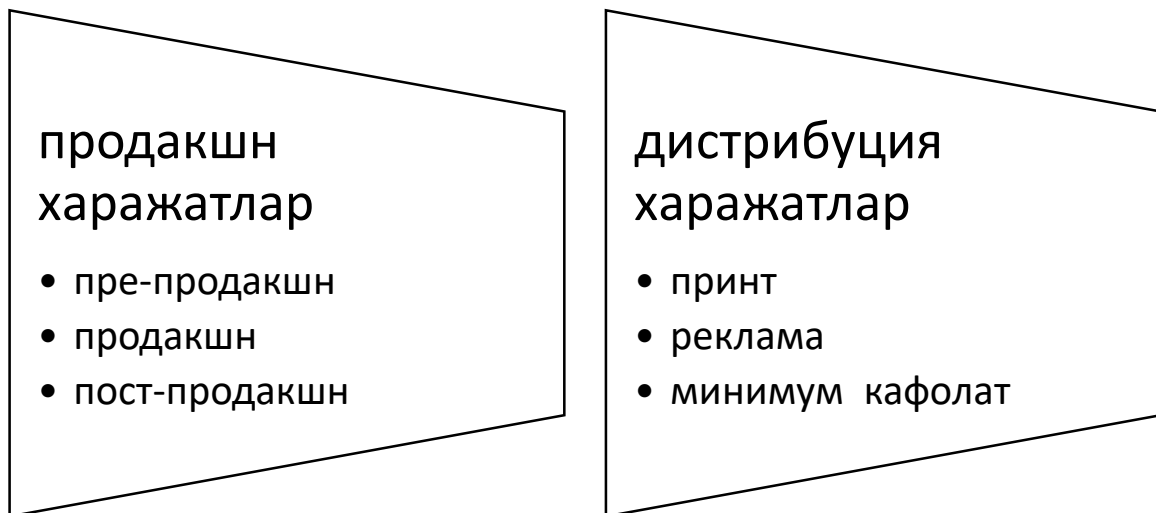 продакшн
харажатлар
• пре-продакшн
• продакшн
• пост-продакшн
дистрибуция
харажатлар
• принт
• реклама
• минимум кафолат